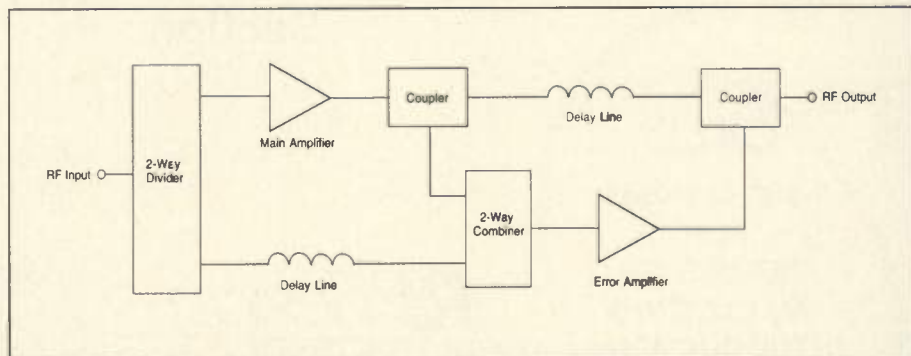 Coupler
Coupler
RF Output
Delay Line
Main Amplifier
2-Way
Divider
RF Input
2-Way
Combiner
Delay Line
Error Amplifier